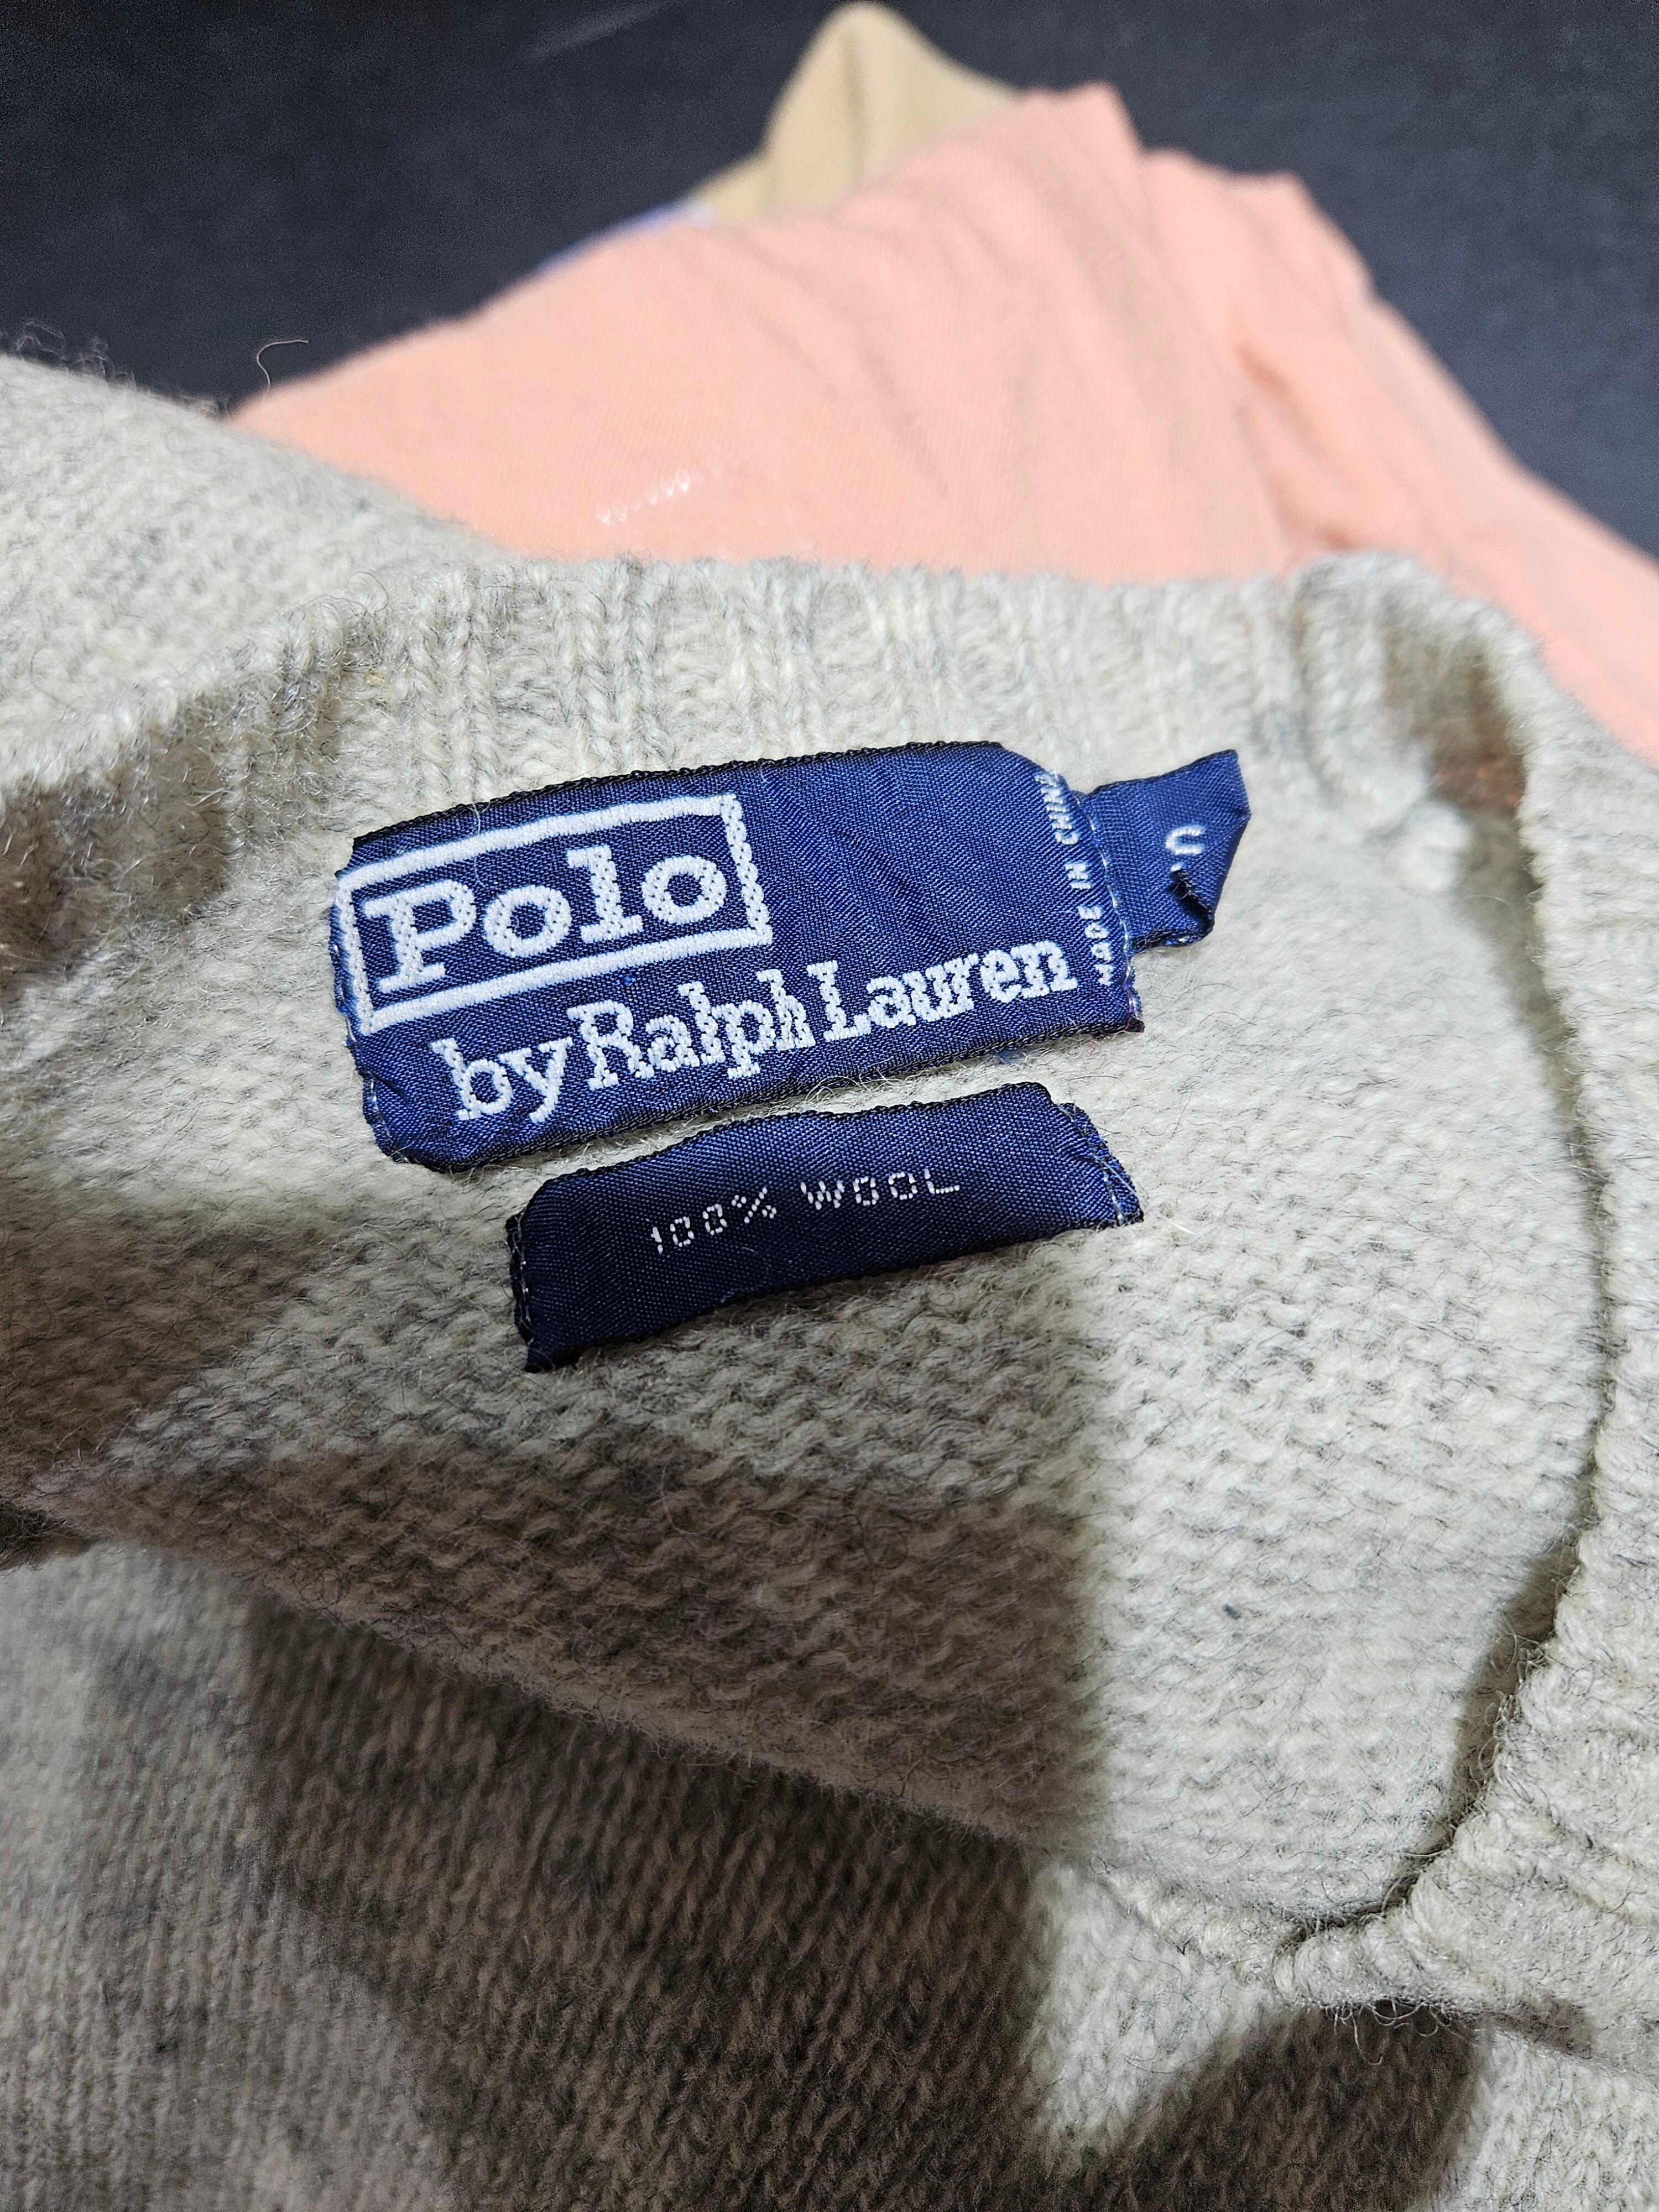 Polo
by Ralph Lauren
MADE IN CHINA
100% WOOL